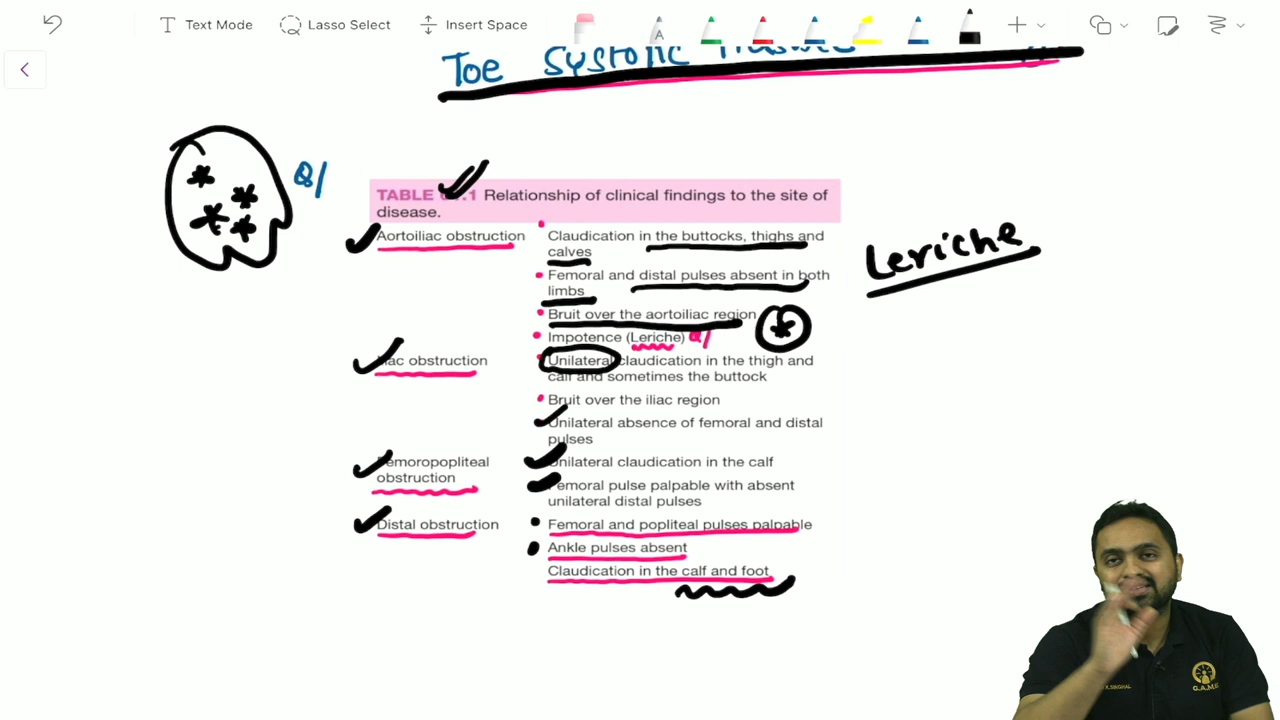 Text Mode
Lasso Select
Insert Space
Toe Systolic
Q/
TABLE .1 Relationship of clinical findings to the site of
disease.
Aortoiliac obstruction
Claudication in the buttocks, thighs and
calves
Femoral and distal pulses absent in both
limbs
Bruit over the aortoiliac region
Impotence (Leriche) Q/
Leriche
Iliac obstruction
Unilateral claudication in the thigh and
calf and sometimes the buttock
Bruit over the iliac region
Unilateral absence of femoral and distal
pulses
Femoropopliteal
obstruction
Unilateral claudication in the calf
Femoral pulse palpable with absent
unilateral distal pulses
Distal obstruction
Femoral and popliteal pulses palpable
Ankle pulses absent
Claudication in the calf and foot